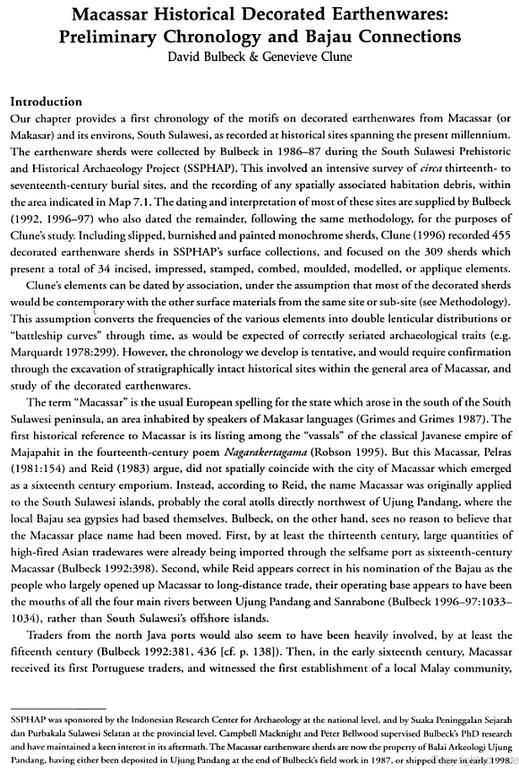 Macassar Historical Decorated Earthenwares:
Preliminary Chronology and Bajau Connections
David Bulbeck & Genevieve Clune
Introduction
Our chapter provides a first chronology of the motifs on decorated earthenwares from Macassar (or
Makasar) and its environs, South Sulawesi, as recorded at historical sites spanning the present millennium.
The earthenware sherds were collected by Bulbeck in 1986–87 during the South Sulawesi Prehistoric
and Historical Archaeology Project (SSPHAP). This involved an intensive survey of circa thirteenth- to
seventeenth-century burial sites, and the recording of any spatially associated habitation debris, within
the area indicated in Map 7.1. The dating and interpretation of most of these sites are supplied by Bulbeck
(1992, 1996–97) who also dated the remainder, following the same methodology, for the purposes of
Clune's study. Including slipped, burnished and painted monochrome sherds, Clune (1996) recorded 455
decorated earthenware sherds in SSPHAP's surface collections, and focused on the 309 sherds which
present a total of 34 incised, impressed, stamped, combed, moulded, modelled, or applique elements.
Clune's elements can be dated by association, under the assumption that most of the decorated sherds
would be contemporary with the other surface materials from the same site or sub-site (see Methodology).
This assumption converts the frequencies of the various elements into double lenticular distributions or
"battleship curves" through time, as would be expected of correctly seriated archaeological traits (e.g.
Marquardt 1978:299). However, the chronology we develop is tentative, and would require confirmation
through the excavation of stratigraphically intact historical sites within the general area of Macassar, and
study of the decorated earthenwares.
The term "Macassar" is the usual European spelling for the state which arose in the south of the South
Sulawesi peninsula, an area inhabited by speakers of Makasar languages (Grimes and Grimes 1987). The
first historical reference to Macassar is its listing among the "vassals" of the classical Javanese empire of
Majapahit in the fourteenth-century poem Nagarakertagama (Robson 1995). But this Macassar, Pelras
(1981:154) and Reid (1983) argue, did not spatially coincide with the city of Macassar which emerged
as a sixteenth century emporium. Instead, according to Reid, the name Macassar was originally applied
to the South Sulawesi islands, probably the coral atolls directly northwest of Ujung Pandang, where the
local Bajau sea gypsies had based themselves. Bulbeck, on the other hand, sees no reason to believe that
the Macassar place name had been moved. First, by at least the thirteenth century, large quantities of
high-fired Asian tradewares were already being imported through the selfsame port as sixteenth-century
Macassar (Bulbeck 1992:398). Second, while Reid appears correct in his nomination of the Bajau as the
people who largely opened up Macassar to long-distance trade, their operating base appears to have been
the mouths of all the four main rivers between Ujung Pandang and Sanrabone (Bulbeck 1996–97:1033–
1034), rather than South Sulawesi's offshore islands.
Traders from the north Java ports would also seem to have been heavily involved, by at least the
fifteenth century (Bulbeck 1992:381, 436 [cf. p. 138]). Then, in the early sixteenth century, Macassar
received its first Portuguese traders, and witnessed the first establishment of a local Malay community,
SSPHAP was sponsored by the Indonesian Research Center for Archaeology at the national level, and by Suaka Peninggalan Sejarah
dan Purbakala Sulawesi Selatan at the provincial level. Campbell Macknight and Peter Bellwood supervised Bulbeck's PhD research
and have maintained a keen interest in its aftermath. The Macassar earthenware sherds are now the property of Balai Arkeologi Ujung
Pandang, having either been deposited in Ujung Pandang at the end of Bulbeck's field work in 1987, or shipped there in early 1998.